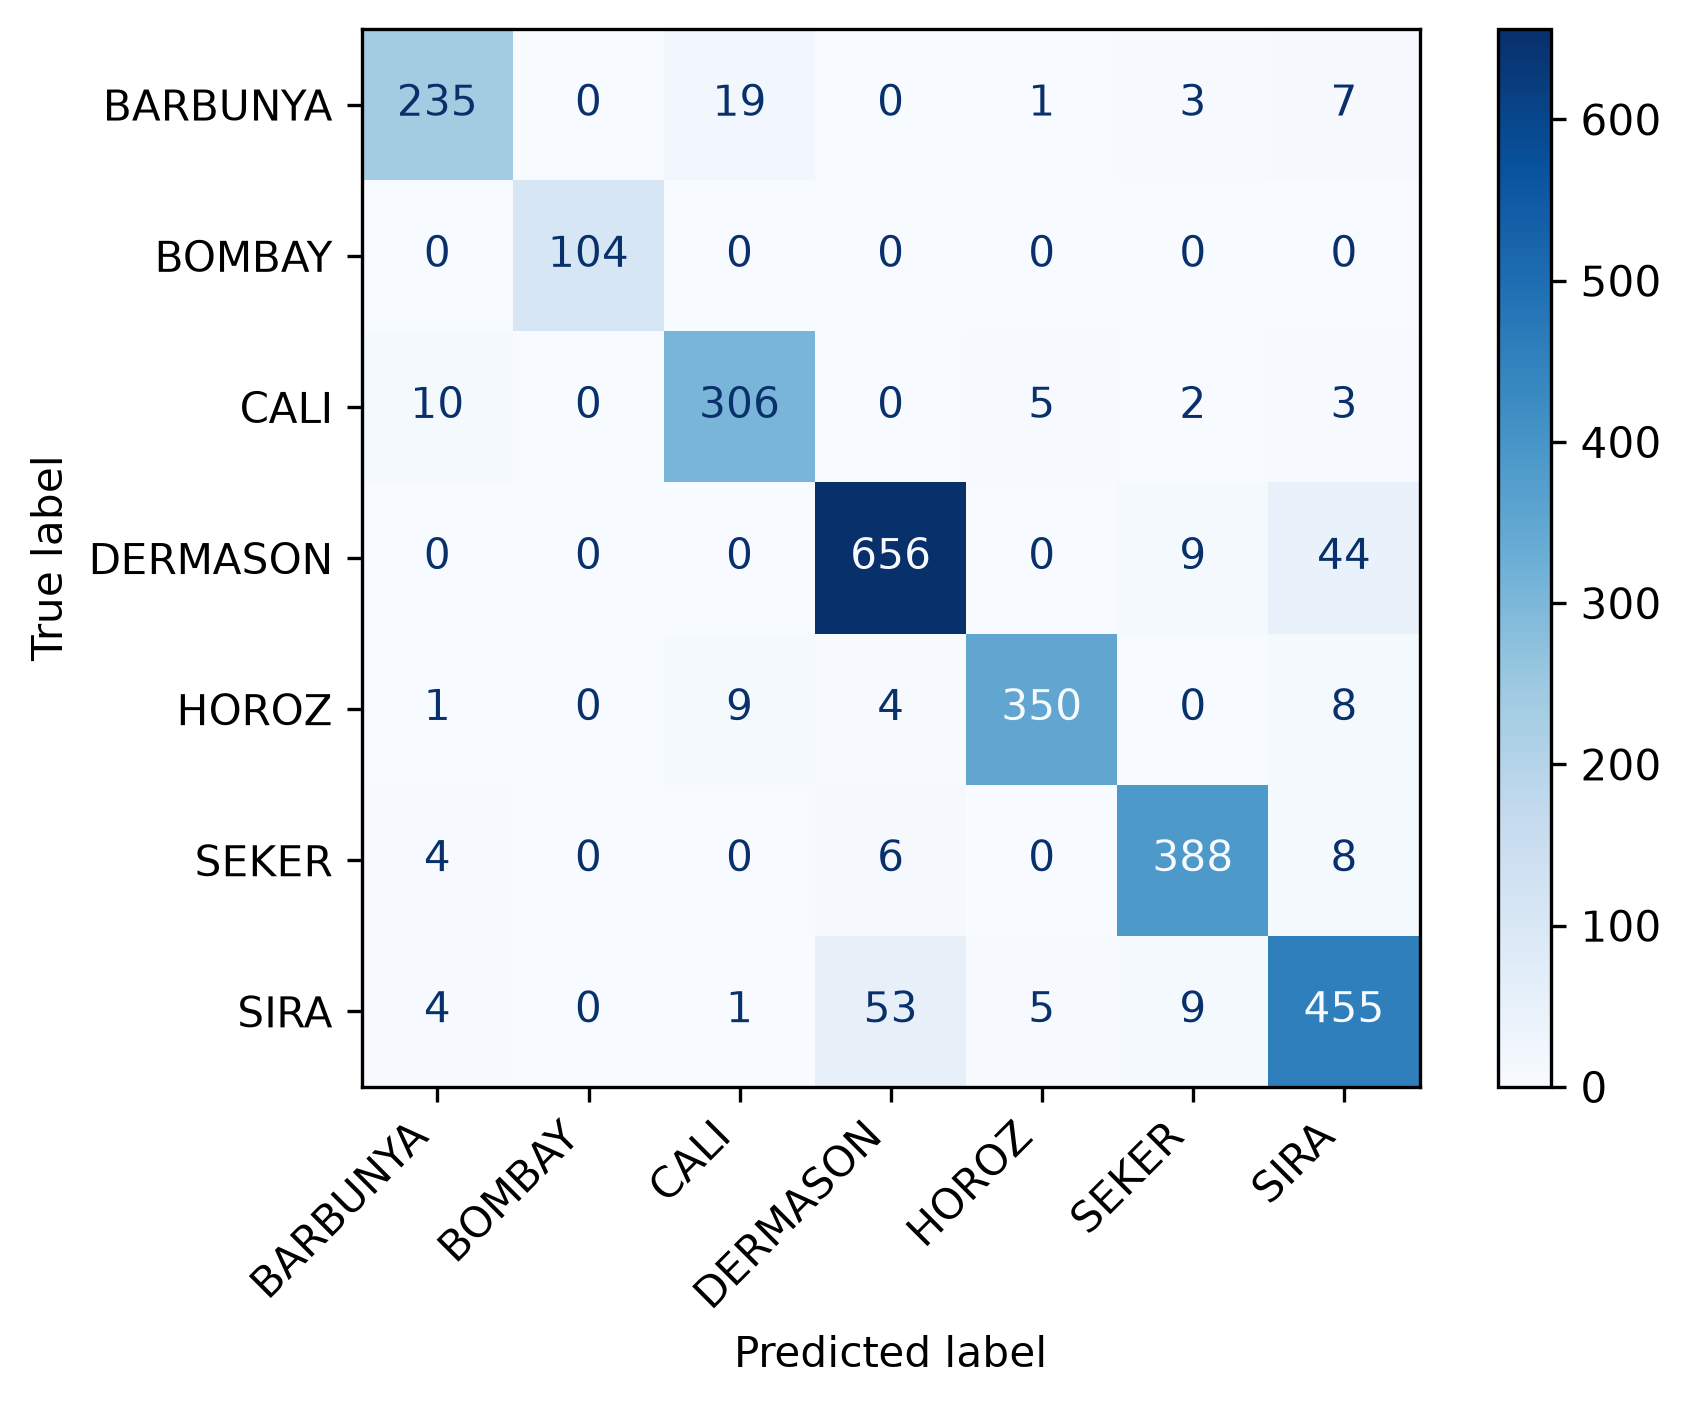 BARBUNYA 235 0 19 0 1 3 7
BOMBAY 0 104 0 0 0 0 0
CALI 10 0 306 0 5 2 3
DERMASON 0 0 0 656 0 9 44
HOROZ 1 0 9 4 350 0 8
SEKER 4 0 0 6 0 388 8
SIRA 4 0 1 53 5 9 455
True label
BARBUNYA BOMBAY CALI DERMASON HOROZ SEKER SIRA
Predicted label
600
500
400
300
200
100
0